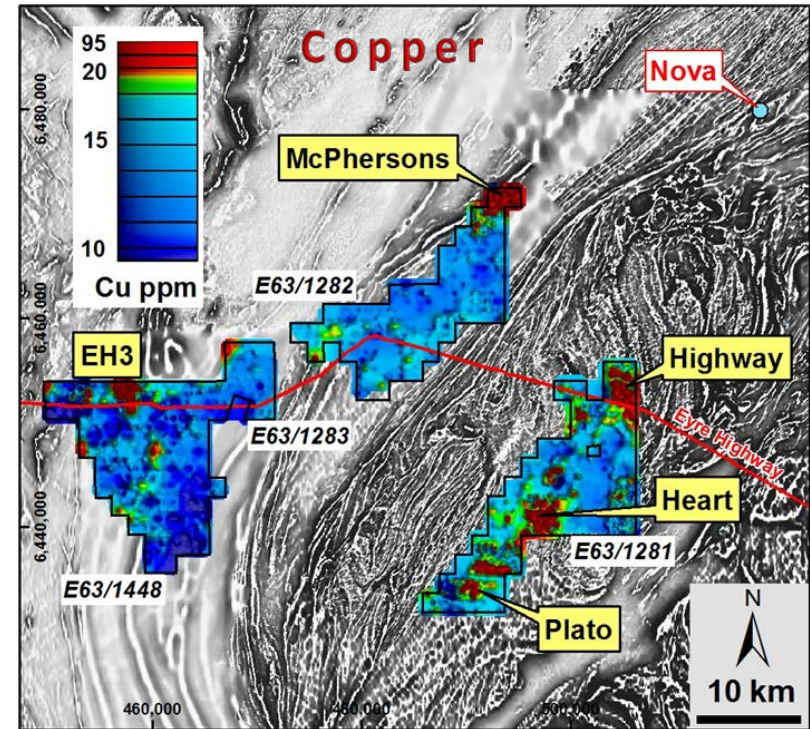 Copper
95
20
15
10
Cu ppm
Nova
McPhersons
6,480,000
E63/1282
6,460,000
EH3
Highway
E63/1283
Eyre Highway
Heart
6,440,000
E63/1281
E63/1448
Plato
N
10 km
460,000
480,000
500,000